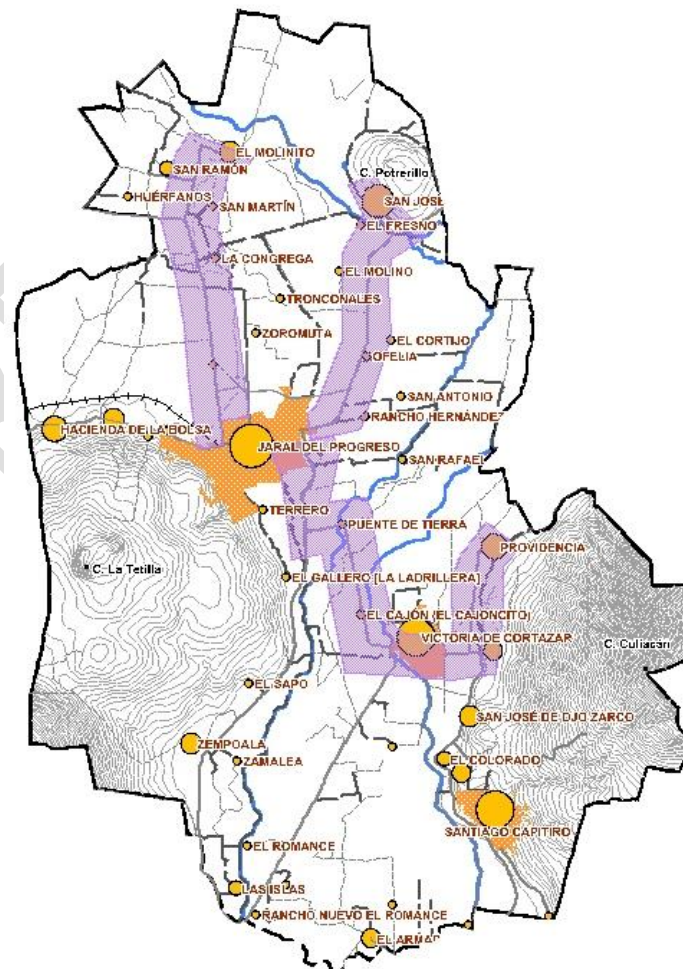 EL MOLINITO
SAN RAMÓN
C. Potrerillo
HUÉRFANOS
SAN JOSÉ
SAN MARTÍN
EL FRESNO
LA CONGREGA
EL MOLINO
TRONCONALES
ZOROMUTA
EL CORTIJO
OFELIA
SAN ANTONIO
RANCHO HERNÁNDEZ
HACIENDA DE LA BOLSA
JARAL DEL PROGRESO
SAN RAFAEL
TERRERO
PUENTE DE TIERRA
PROVIDENCIA
C. La Tetilla
EL GALLERO [LA LADRILLERA]
EL CAJÓN (EL CAJONCITO)
VICTORIA DE CORTAZAR
C. Culiacán
EL SAPO
SAN JOSÉ DE OJO ZARCO
ZEMPOALA
ZAMALEA
EL COLORADO
SANTIAGO CAPITIRO
EL ROMANCE
LAS ISLAS
RANCHO NUEVO EL ROMANCE
EL ARMAD